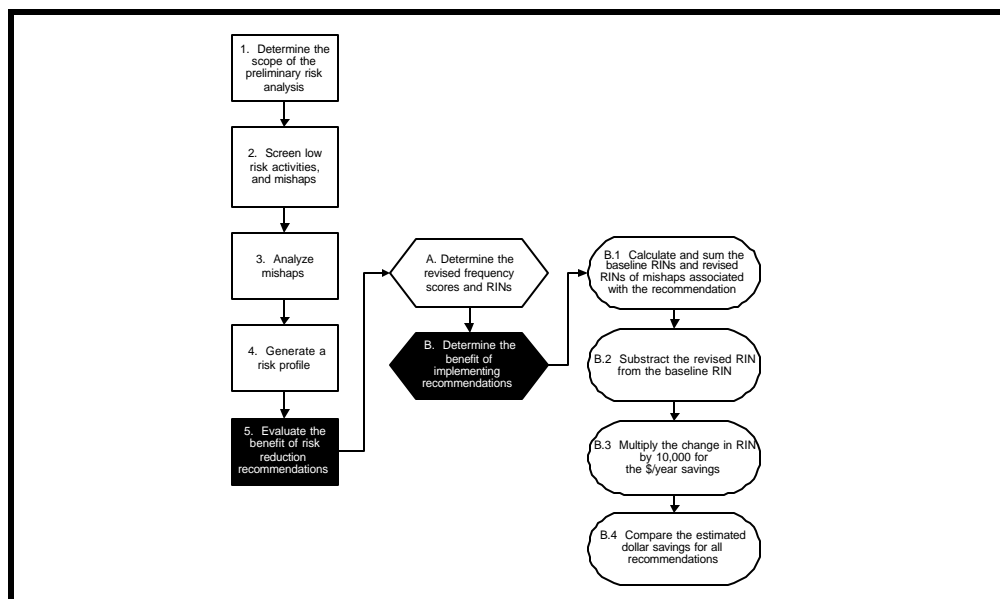 1. Determine the
scope of the
preliminary risk
analysis
2. Screen low
risk activities,
and mishaps
3. Analyze
mishaps
4. Generate a
risk profile
5. Evaluate the
benefit of risk
reduction
recommendations
A. Determine the
revised frequency
scores and RINs
B. Determine the
benefit of
implementing
recommendations
B.1 Calculate and sum the
baseline RINs and revised
RINs of mishaps associated
with the recommendation
B.2 Substract the revised RIN
from the baseline RIN
B.3 Multiply the change in RIN
by 10,000 for
the $/year savings
B.4 Compare the estimated
dollar savings for all
recommendations